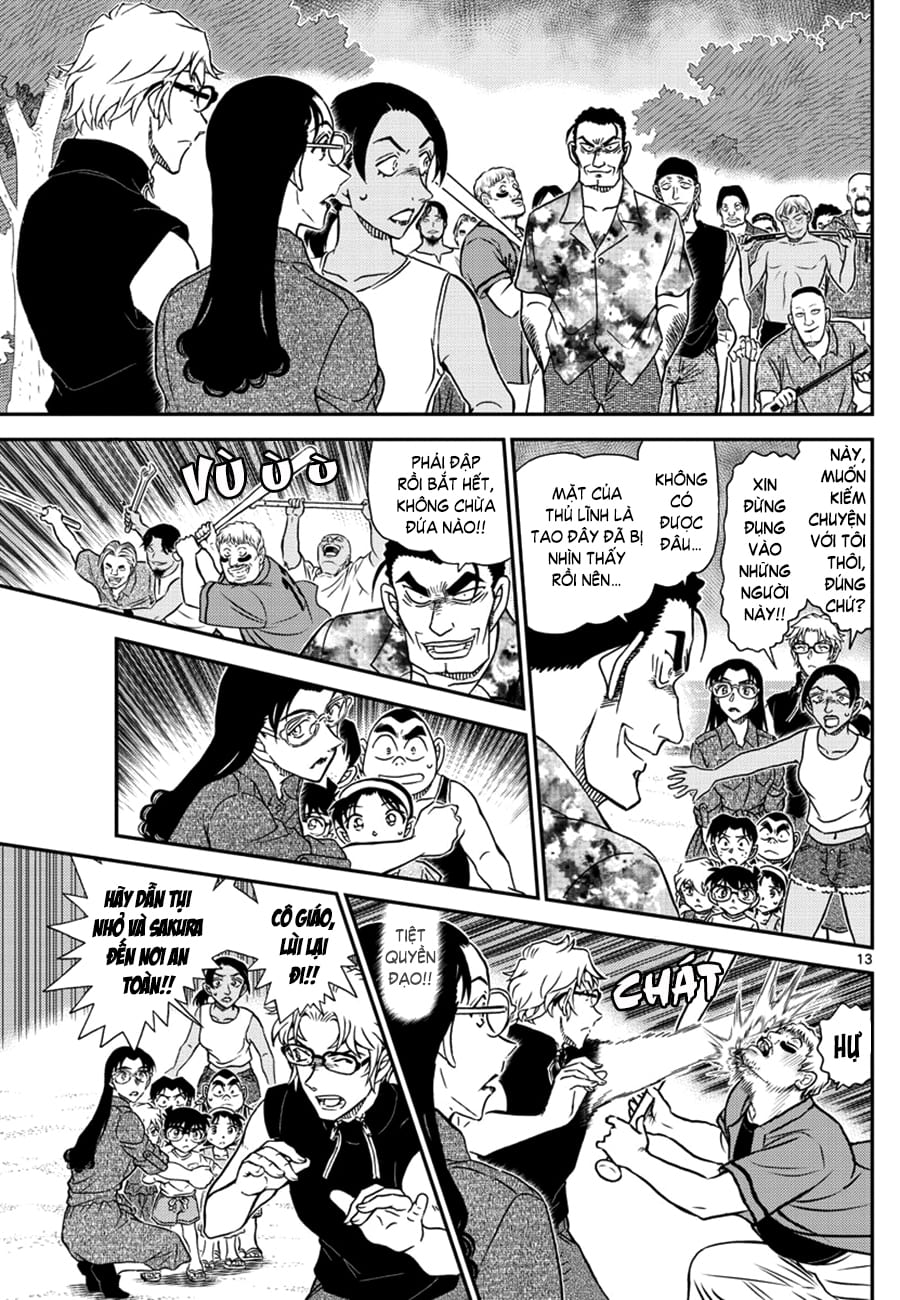 NÀY,
MUỐN
KIẾM
CHUYỆN
VỚI TÔI
THÔI,
ĐÚNG
CHỨ?
XIN
ĐỪNG
ĐỤNG
VÀO
NHỮNG
NGƯỜI
NÀY!!
KHÔNG
CÓ
ĐƯỢC
ĐÂU...
MẶT CỦA
THỦ LĨNH LÀ
TAO ĐÂY ĐÃ BỊ
NHÌN THẤY
RỒI NÊN...
PHẢI ĐẬP
RỒI BẮT HẾT,
KHÔNG CHỪA
ĐỨA NÀO!!
VÙ Ù Ù
13
HỰ
CHÁT
TIỆT
QUYỀN
ĐẠO!!
CÔ GIÁO,
LÙI LẠI
ĐI!!
HÃY DẪN TỤI
NHỎ VÀ SAKURA
ĐẾN NƠI AN
TOÀN!!